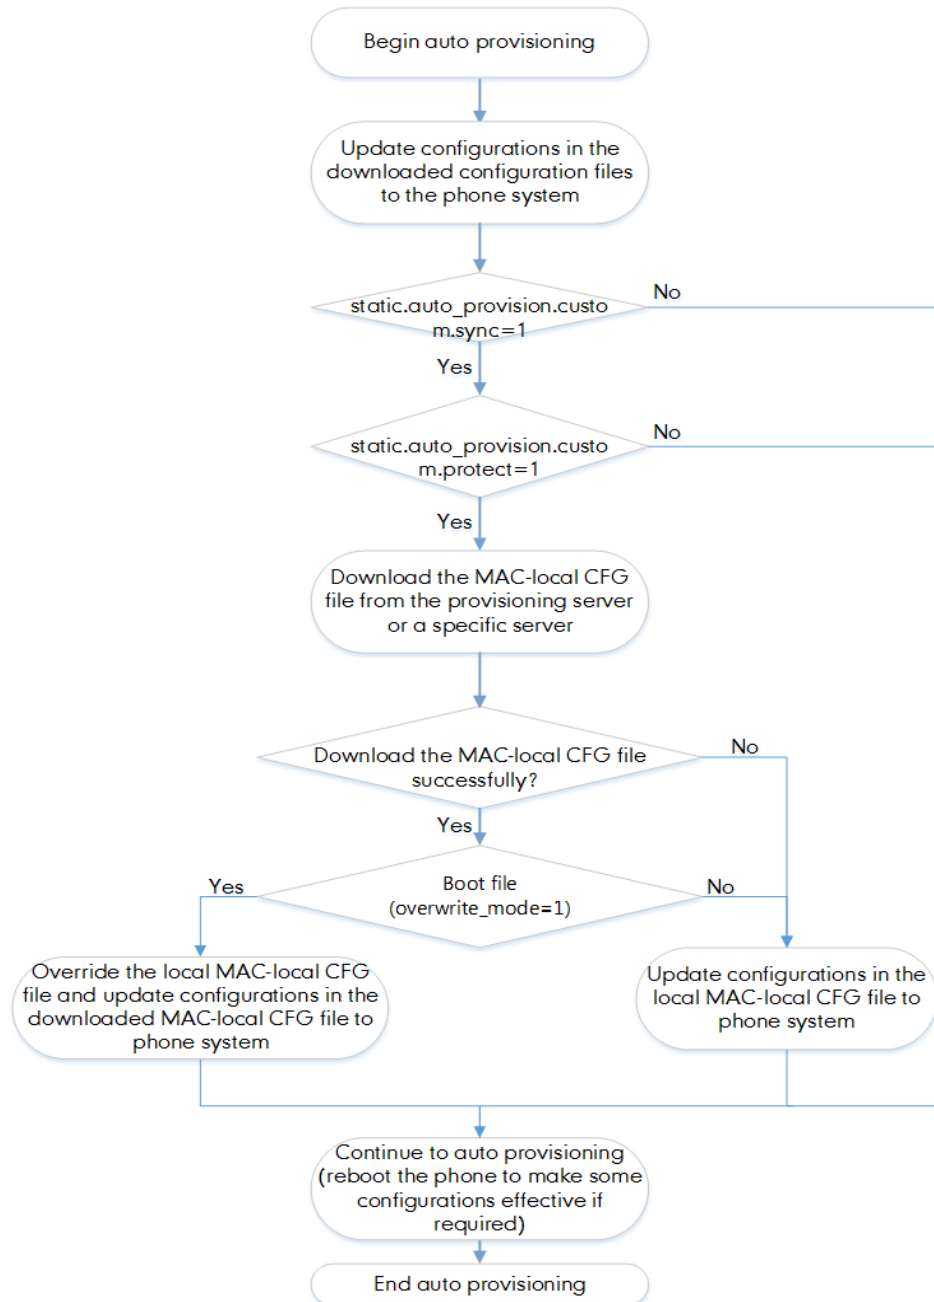 Begin auto provisioning
Update configurations in the
downloaded configuration files
to the phone system
static.auto_provision.custo
m.sync=1
No
Yes
static.auto_provision.custo
m.protect=1
No
Yes
Download the MAC-local CFG
file from the provisioning server
or a specific server
Download the MAC-local CFG file
successfully?
No
Yes
Boot file
(overwrite_mode=1)
Yes
No
Override the local MAC-local CFG
file and update configurations in the
downloaded MAC-local CFG file to
phone system
Update configurations in the
local MAC-local CFG file to
phone system
Continue to auto provisioning
(reboot the phone to make some
configurations effective if
required)
End auto provisioning